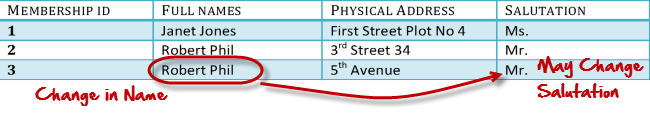 MEMBERSHIP ID FULL NAMES PHYSICAL ADDRESS SALUTATION
1 Janet Jones First Street Plot No 4 Ms.
2 Robert Phil 3rd Street 34 Mr.
3 Robert Phil 5th Avenue Mr. May Change
Change in Name Salutation